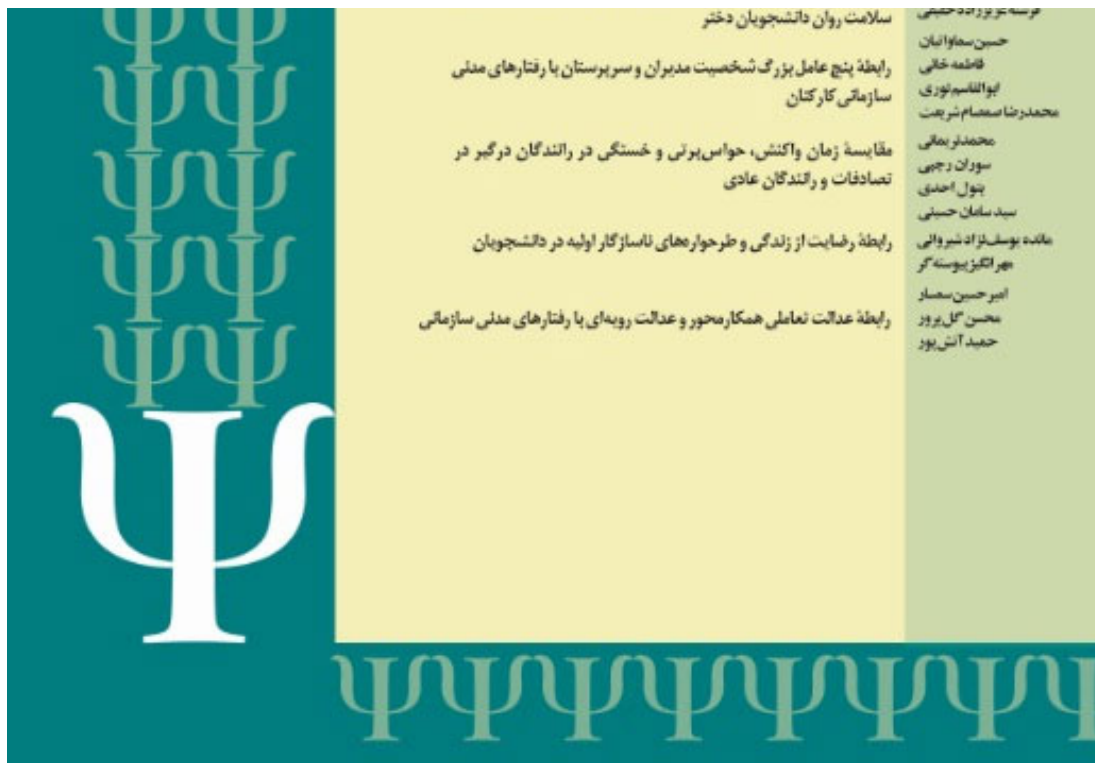 سلامت روان دانشجویان دختر
رابطهٔ پنج عامل بزرگ شخصیت مدیران و سرپرستان با رفتارهای مدنی
سازمانی کارکنان
مقایسهٔ زمان واکنش، حواس‌پرتی و خستگی در رانندگان درگیر در
تصادفات و رانندگان عادی
رابطهٔ رضایت از زندگی و طرحواره‌های ناسازگار اولیه در دانشجویان
رابطهٔ عدالت تعاملی همکارمحور و عدالت رویه‌ای با رفتارهای مدنی سازمانی
حسین سماواتیان
فاطمه خانی
ابوالقاسم نوری
محمدرضا صمصام شریعت
محمد نریمانی
سوران رجبی
بتول احدی
سید سامان حسینی
مائده یوسف‌نژاد شیروانی
مهرانگیز پیوسته‌گر
امیرحسین سمسار
محسن گل‌پرور
حمید آتش‌پور
Ψ Ψ
Ψ Ψ
Ψ Ψ
Ψ Ψ
Ψ Ψ
Ψ
Ψ Ψ Ψ Ψ Ψ Ψ Ψ Ψ